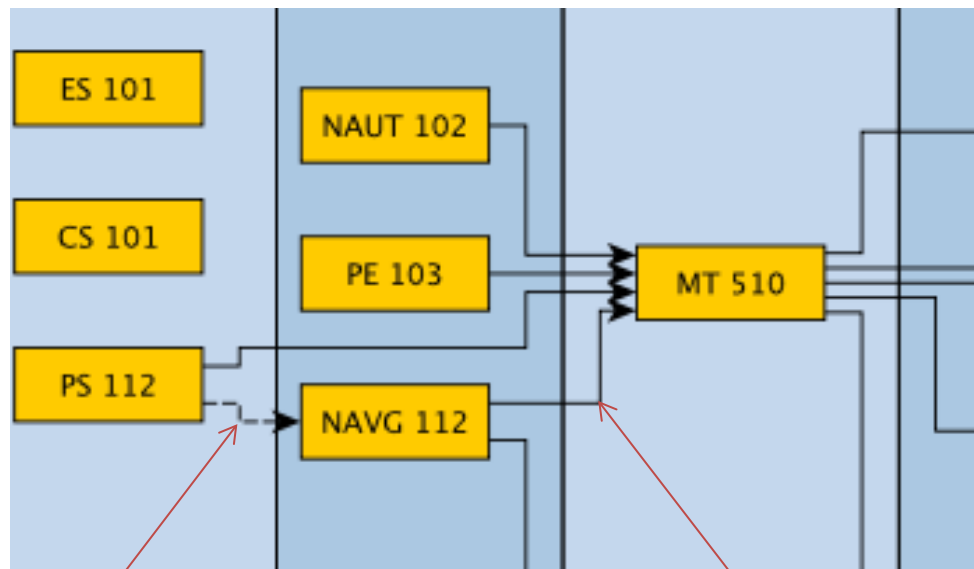 ES 101
CS 101
PS 112
NAUT 102
PE 103
NAVG 112
MT 510